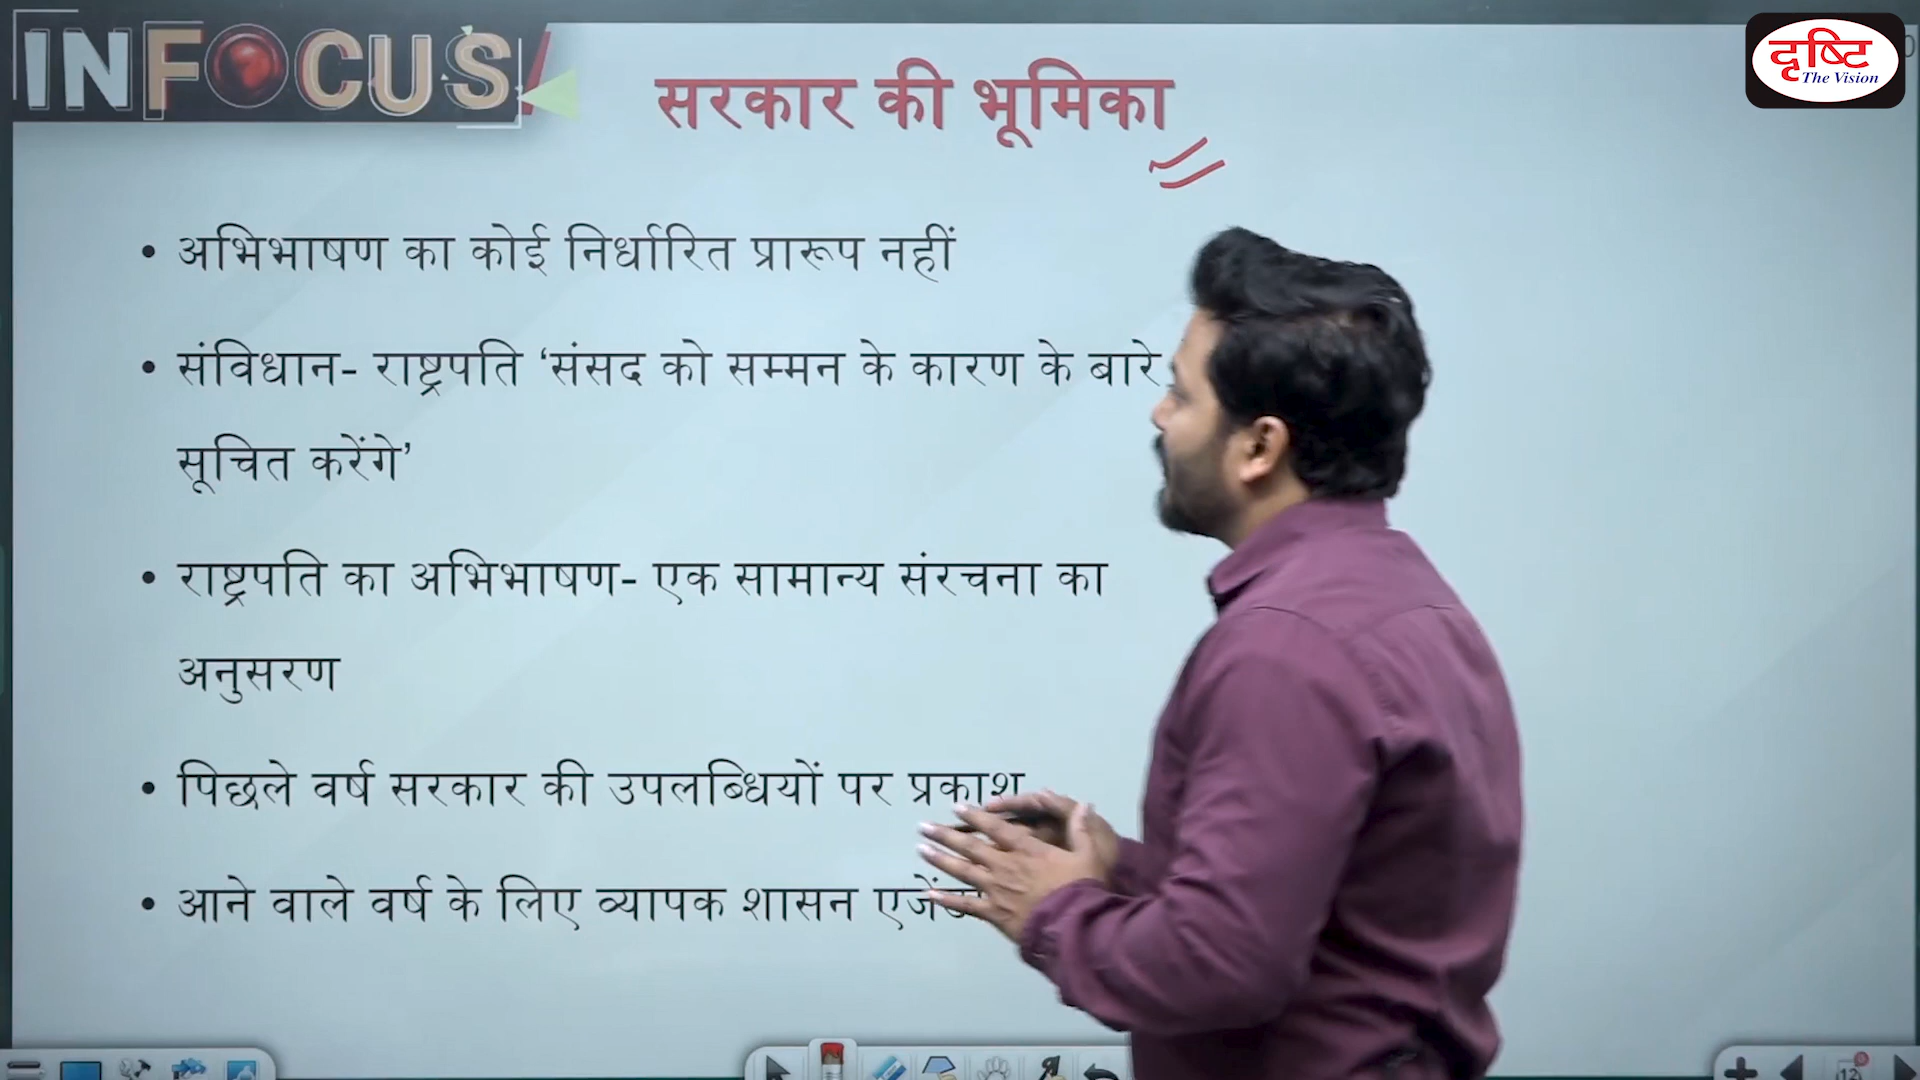 INFOCUS
दृष्टि
The Vision
सरकार की भूमिका
• अभिभाषण का कोई निर्धारित प्रारूप नहीं
• संविधान- राष्ट्रपति ‘संसद को सम्मन के कारण के बारे
सूचित करेंगे’
• राष्ट्रपति का अभिभाषण- एक सामान्य संरचना का
अनुसरण
• पिछले वर्ष सरकार की उपलब्धियों पर प्रकाश
• आने वाले वर्ष के लिए व्यापक शासन
12